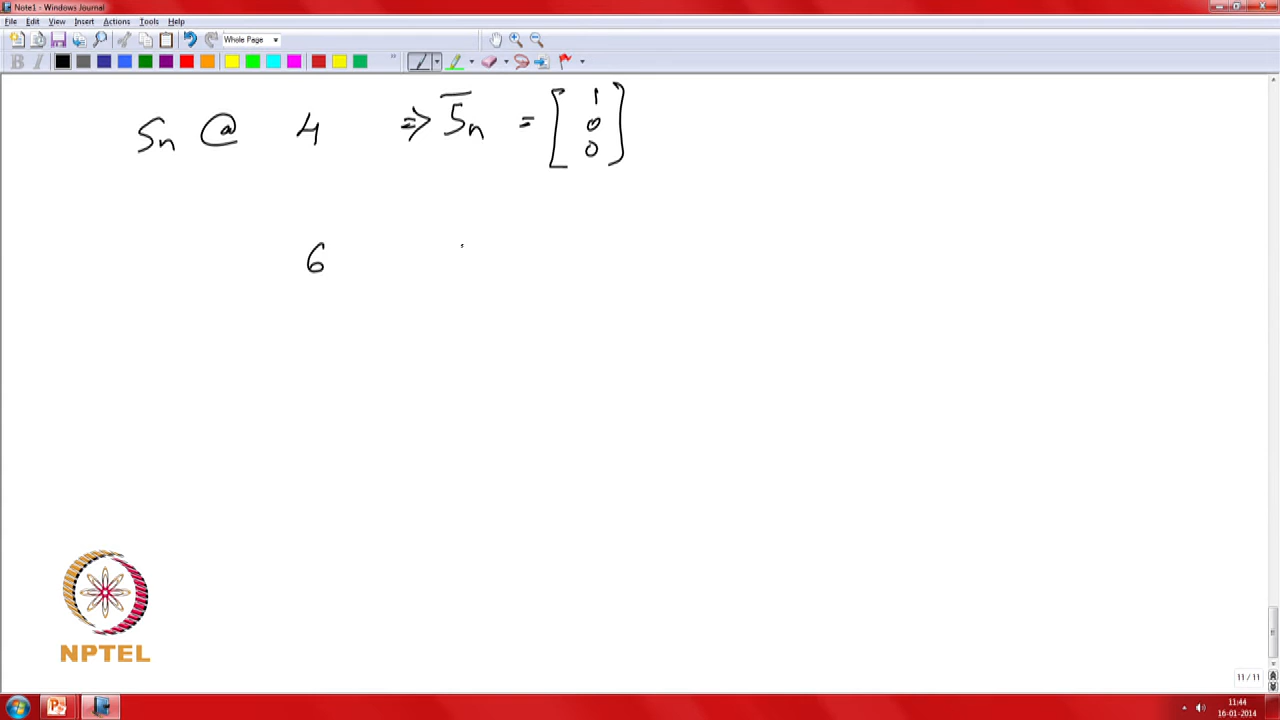 Note1 - Windows Journal
File Edit View Insert Actions Tools Help
Whole Page
B I
Sn @ 4 => S̅n = [ 1
0
0 ]
6
NPTEL
11 / 11
11:44
16-01-2014